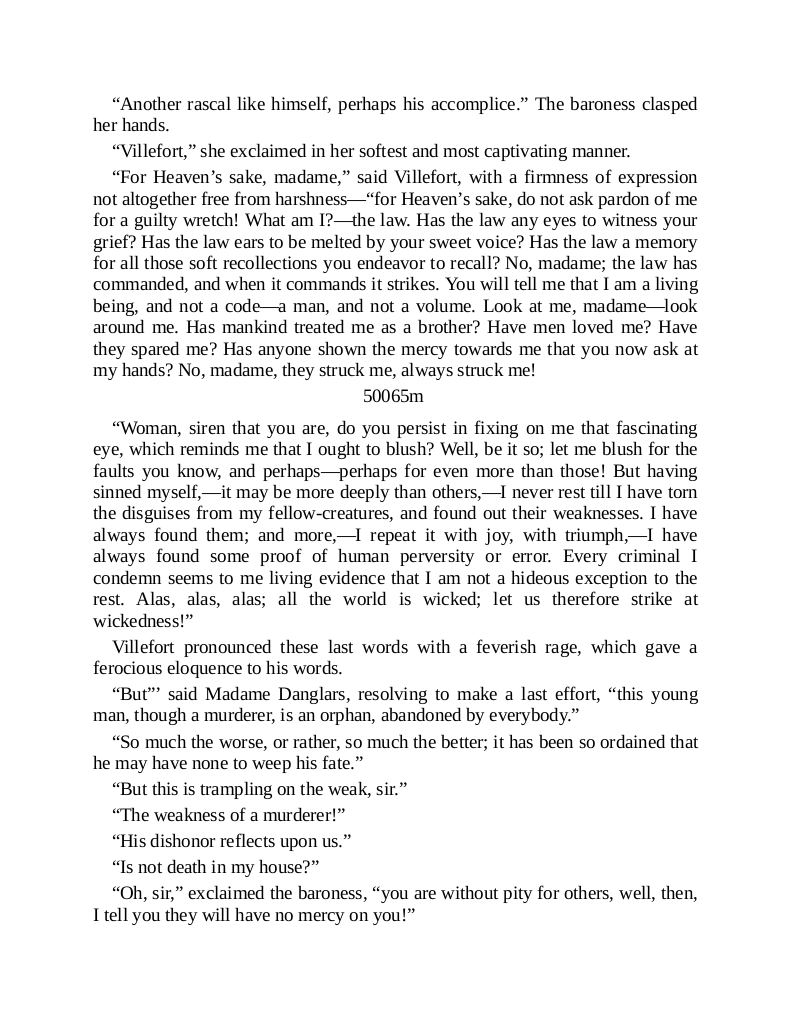 “Another rascal like himself, perhaps his accomplice.” The baroness clasped
her hands.
“Villefort,” she exclaimed in her softest and most captivating manner.
“For Heaven’s sake, madame,” said Villefort, with a firmness of expression
not altogether free from harshness—“for Heaven’s sake, do not ask pardon of me
for a guilty wretch! What am I?—the law. Has the law any eyes to witness your
grief? Has the law ears to be melted by your sweet voice? Has the law a memory
for all those soft recollections you endeavor to recall? No, madame; the law has
commanded, and when it commands it strikes. You will tell me that I am a living
being, and not a code—a man, and not a volume. Look at me, madame—look
around me. Has mankind treated me as a brother? Have men loved me? Have
they spared me? Has anyone shown the mercy towards me that you now ask at
my hands? No, madame, they struck me, always struck me!
50065m
“Woman, siren that you are, do you persist in fixing on me that fascinating
eye, which reminds me that I ought to blush? Well, be it so; let me blush for the
faults you know, and perhaps—perhaps for even more than those! But having
sinned myself,—it may be more deeply than others,—I never rest till I have torn
the disguises from my fellow-creatures, and found out their weaknesses. I have
always found them; and more,—I repeat it with joy, with triumph,—I have
always found some proof of human perversity or error. Every criminal I
condemn seems to me living evidence that I am not a hideous exception to the
rest. Alas, alas, alas; all the world is wicked; let us therefore strike at
wickedness!”
Villefort pronounced these last words with a feverish rage, which gave a
ferocious eloquence to his words.
“But”’ said Madame Danglars, resolving to make a last effort, “this young
man, though a murderer, is an orphan, abandoned by everybody.”
“So much the worse, or rather, so much the better; it has been so ordained that
he may have none to weep his fate.”
“But this is trampling on the weak, sir.”
“The weakness of a murderer!”
“His dishonor reflects upon us.”
“Is not death in my house?”
“Oh, sir,” exclaimed the baroness, “you are without pity for others, well, then,
I tell you they will have no mercy on you!”